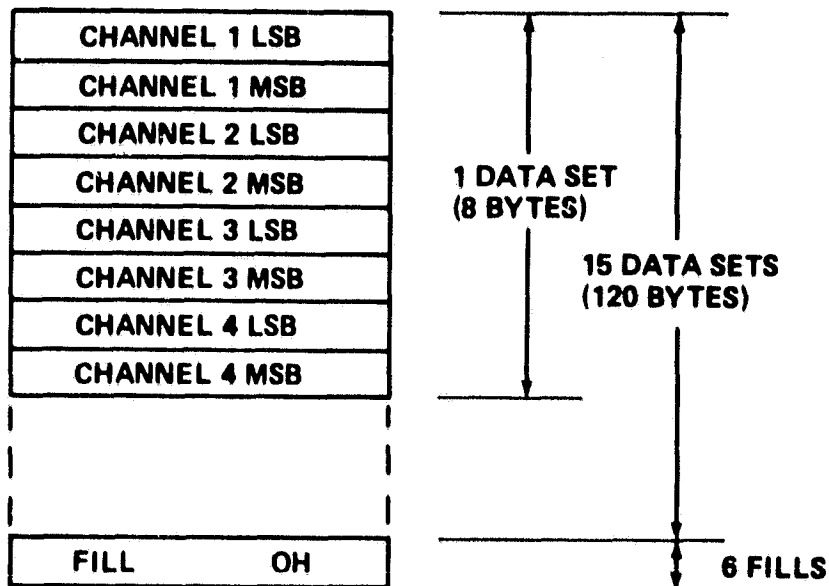 CHANNEL 1 LSB
CHANNEL 1 MSB
CHANNEL 2 LSB
CHANNEL 2 MSB
CHANNEL 3 LSB
CHANNEL 3 MSB
CHANNEL 4 LSB
CHANNEL 4 MSB
1 DATA SET
(8 BYTES)
15 DATA SETS
(120 BYTES)
FILL OH
6 FILLS